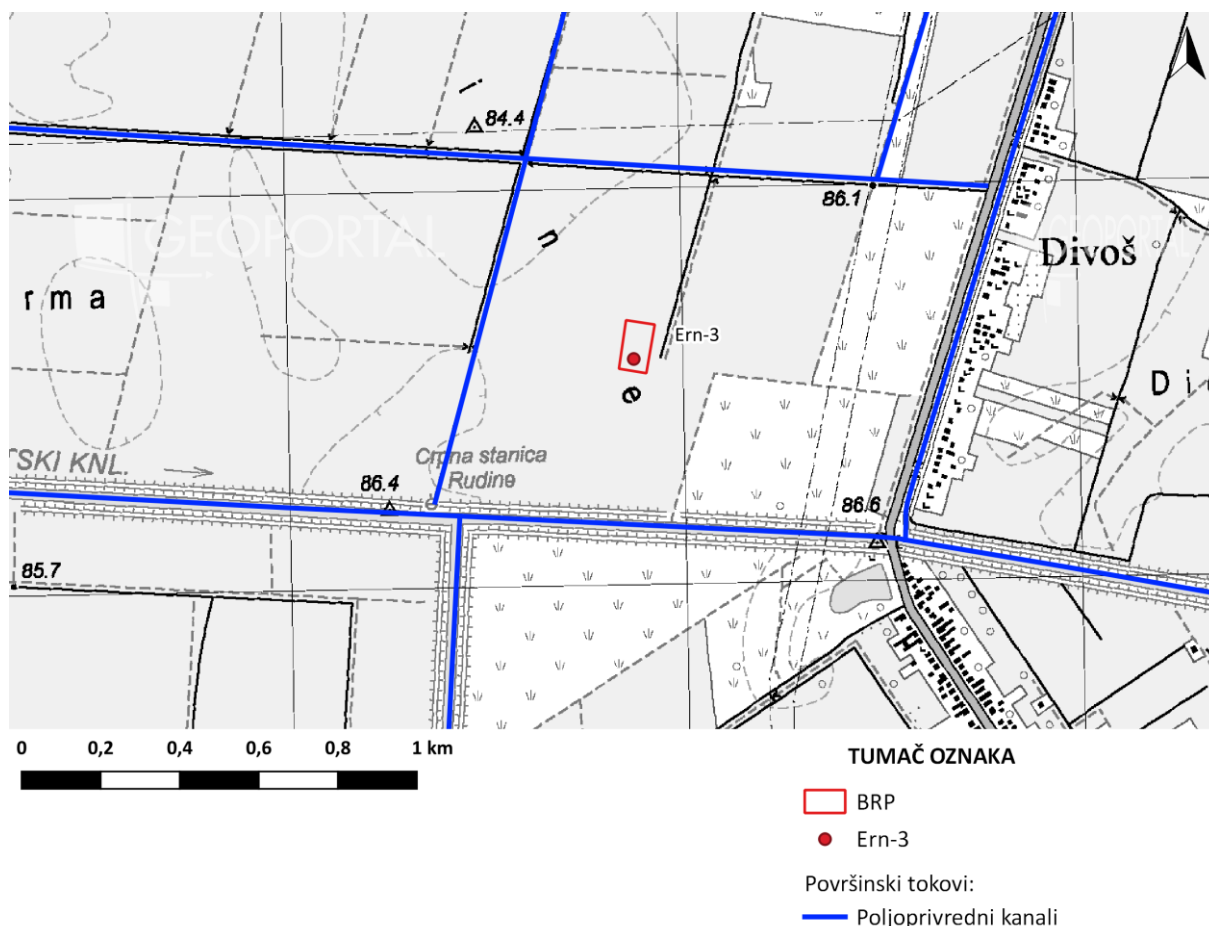 i
84.4
86.1
GEOPORTAL
GEOPORTAL
n
Divoš
r m a
Ern-3
e
D i
TSKI KNL.
Crpna stanica
Rudine
86.4
86.6
85.7
0 0,2 0,4 0,6 0,8 1 km
TUMAČ OZNAKA
BRP
Ern-3
Površinski tokovi:
Poljoprivredni kanali